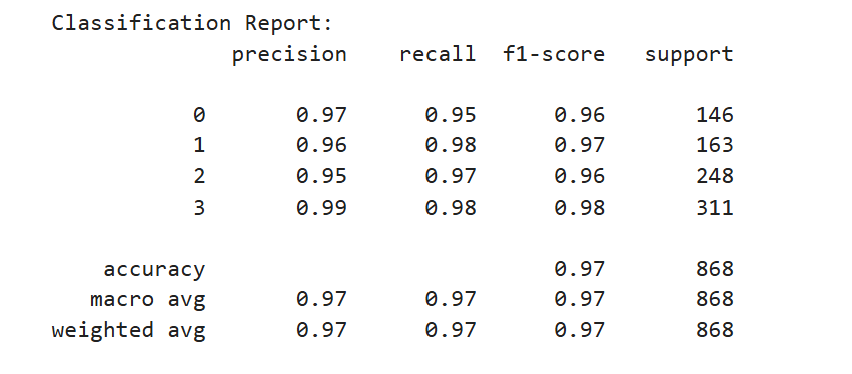 Classification Report:
precision recall f1-score support
0 0.97 0.95 0.96 146
1 0.96 0.98 0.97 163
2 0.95 0.97 0.96 248
3 0.99 0.98 0.98 311
accuracy 0.97 868
macro avg 0.97 0.97 0.97 868
weighted avg 0.97 0.97 0.97 868